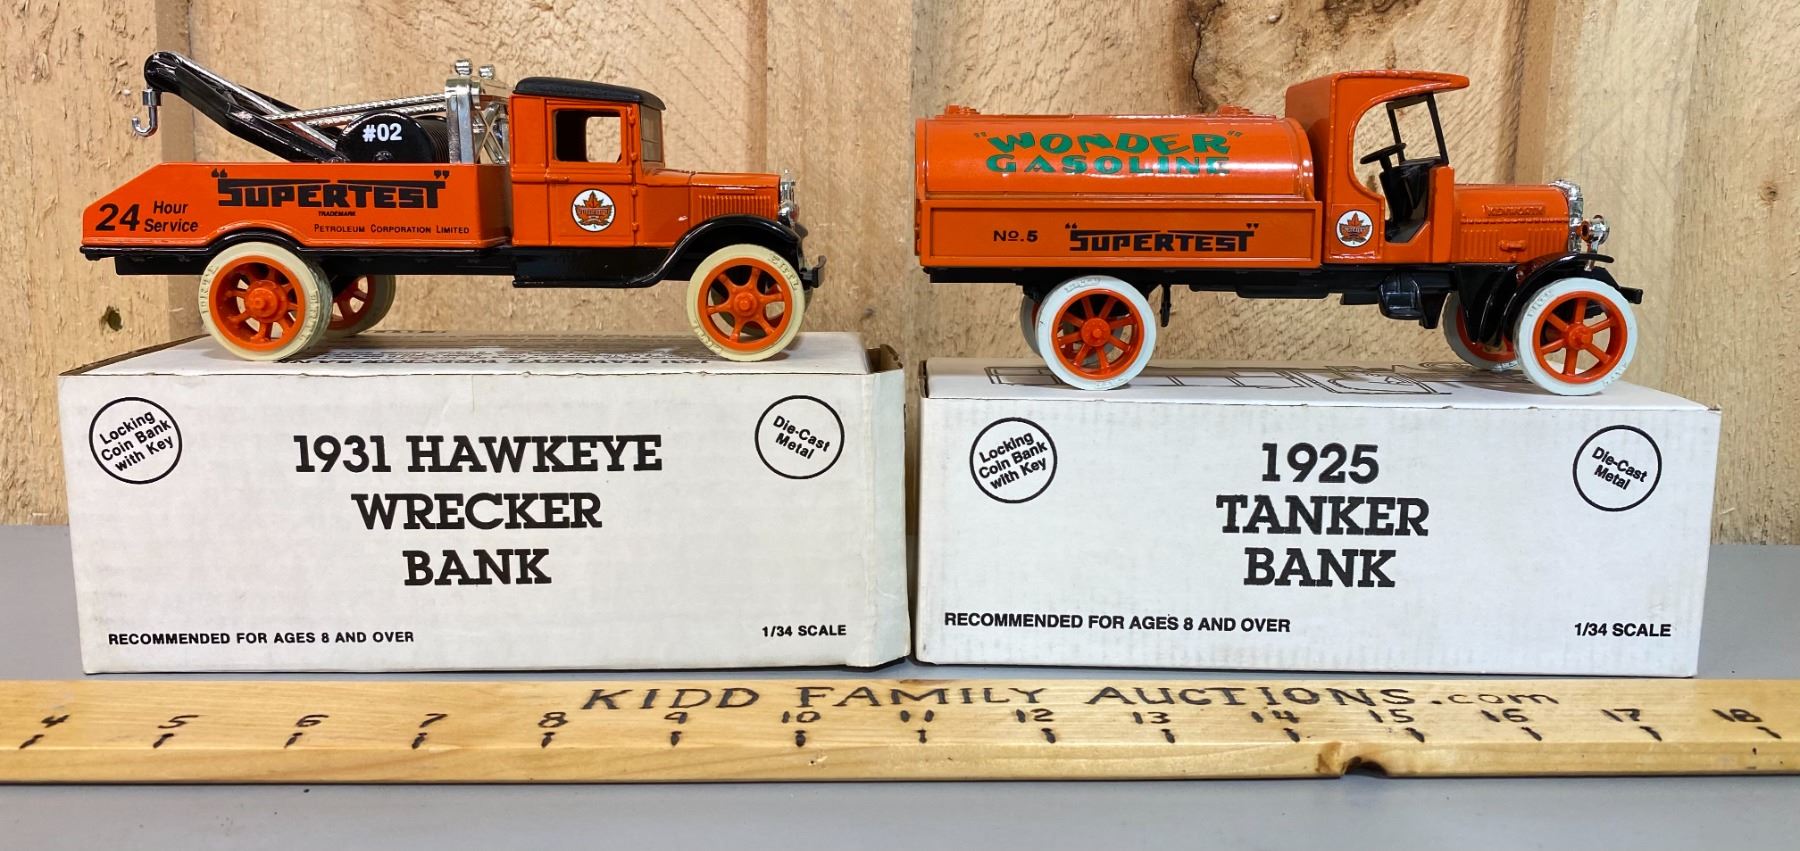 #02
"SUPERTEST"
TRADEMARK
24 Hour Service
PETROLEUM CORPORATION LIMITED
"WONDER"
GASOLINE
No.5 "SUPERTEST"
KENWORTH
Locking
Coin Bank
with Key
1931 HAWKEYE
WRECKER
BANK
Die-Cast
Metal
RECOMMENDED FOR AGES 8 AND OVER
1/34 SCALE
Locking
Coin Bank
with Key
1925
TANKER
BANK
Die-Cast
Metal
RECOMMENDED FOR AGES 8 AND OVER
1/34 SCALE
KIDD FAMILY AUCTIONS.com
4 5 6 7 8 9 10 11 12 13 14 15 16 17 18